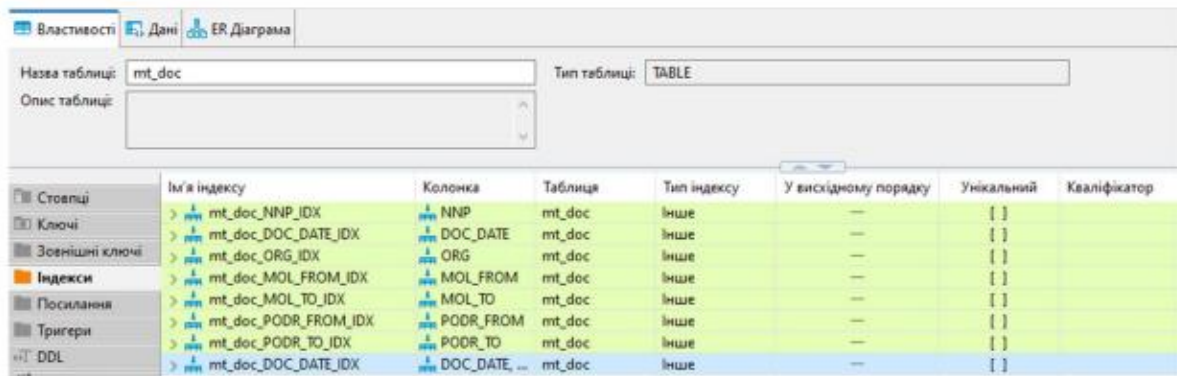 Властивості Дані ER Діаграма
Назва таблиці: mt_doc Тип таблиці: TABLE
Опис таблиці:
Ім'я індексу Колонка Таблиця Тип індексу У висхідному порядку Унікальний Кваліфікатор
Стовпці
Ключі
Зовнішні ключі
Індекси
Посилання
Тригери
DDL
mt_doc_NNP_IDX NNP mt_doc Інше — [ ]
mt_doc_DOC_DATE_IDX DOC_DATE mt_doc Інше — [ ]
mt_doc_ORG_IDX ORG mt_doc Інше — [ ]
mt_doc_MOL_FROM_IDX MOL_FROM mt_doc Інше — [ ]
mt_doc_MOL_TO_IDX MOL_TO mt_doc Інше — [ ]
mt_doc_PODR_FROM_IDX PODR_FROM mt_doc Інше — [ ]
mt_doc_PODR_TO_IDX PODR_TO mt_doc Інше — [ ]
mt_doc_DOC_DATE_IDX DOC_DATE, ... mt_doc Інше — [ ]